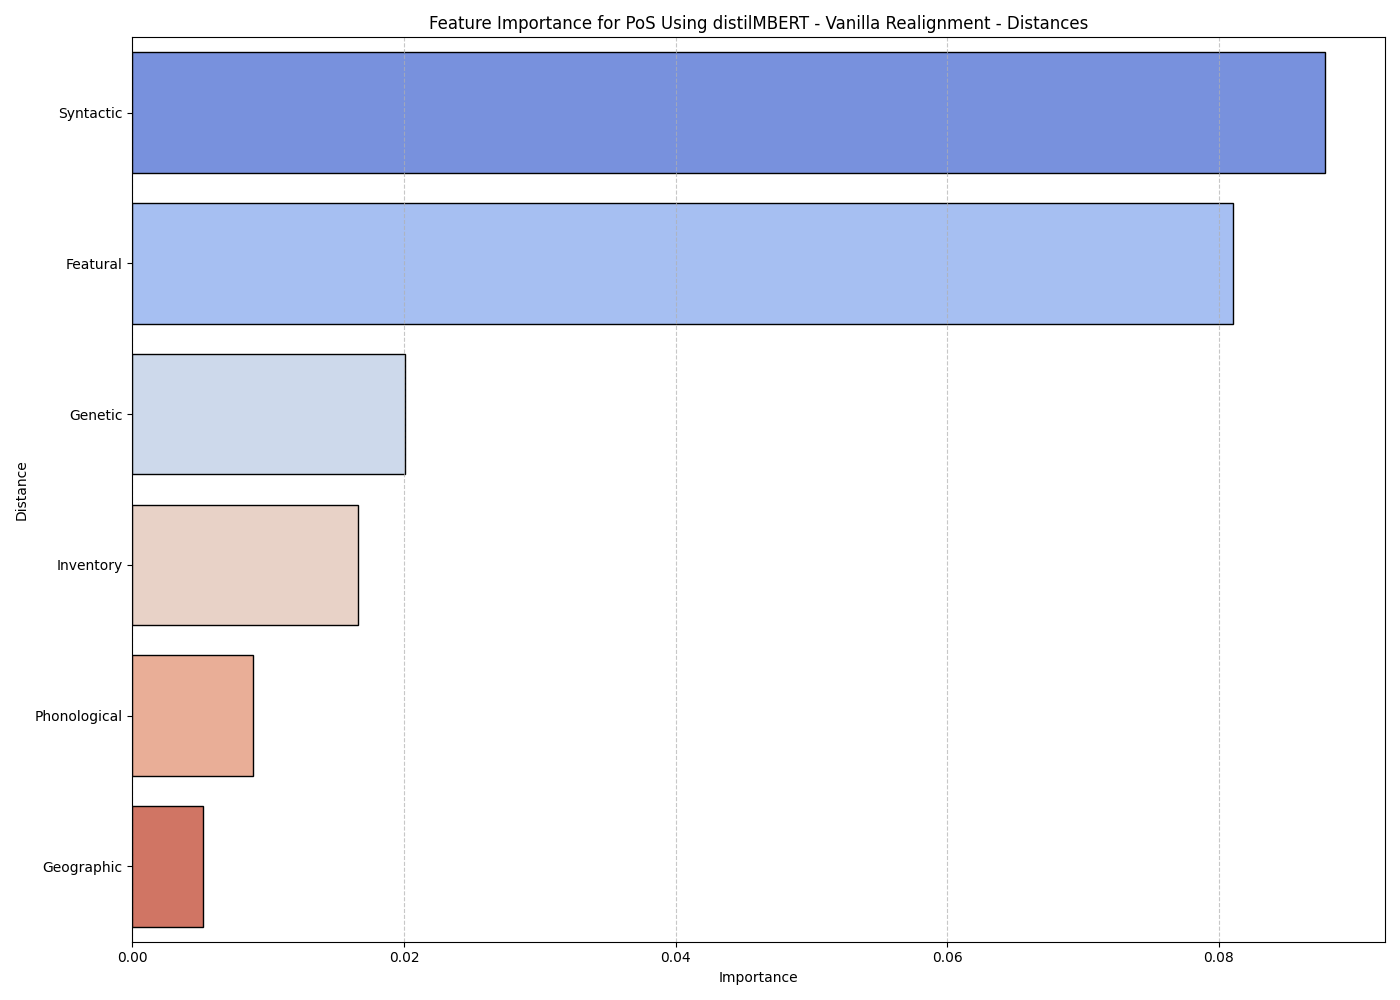 Feature Importance for PoS Using distilMBERT - Vanilla Realignment - Distances
Distance
Syntactic
Featural
Genetic
Inventory
Phonological
Geographic
0.00 0.02 0.04 0.06 0.08
Importance